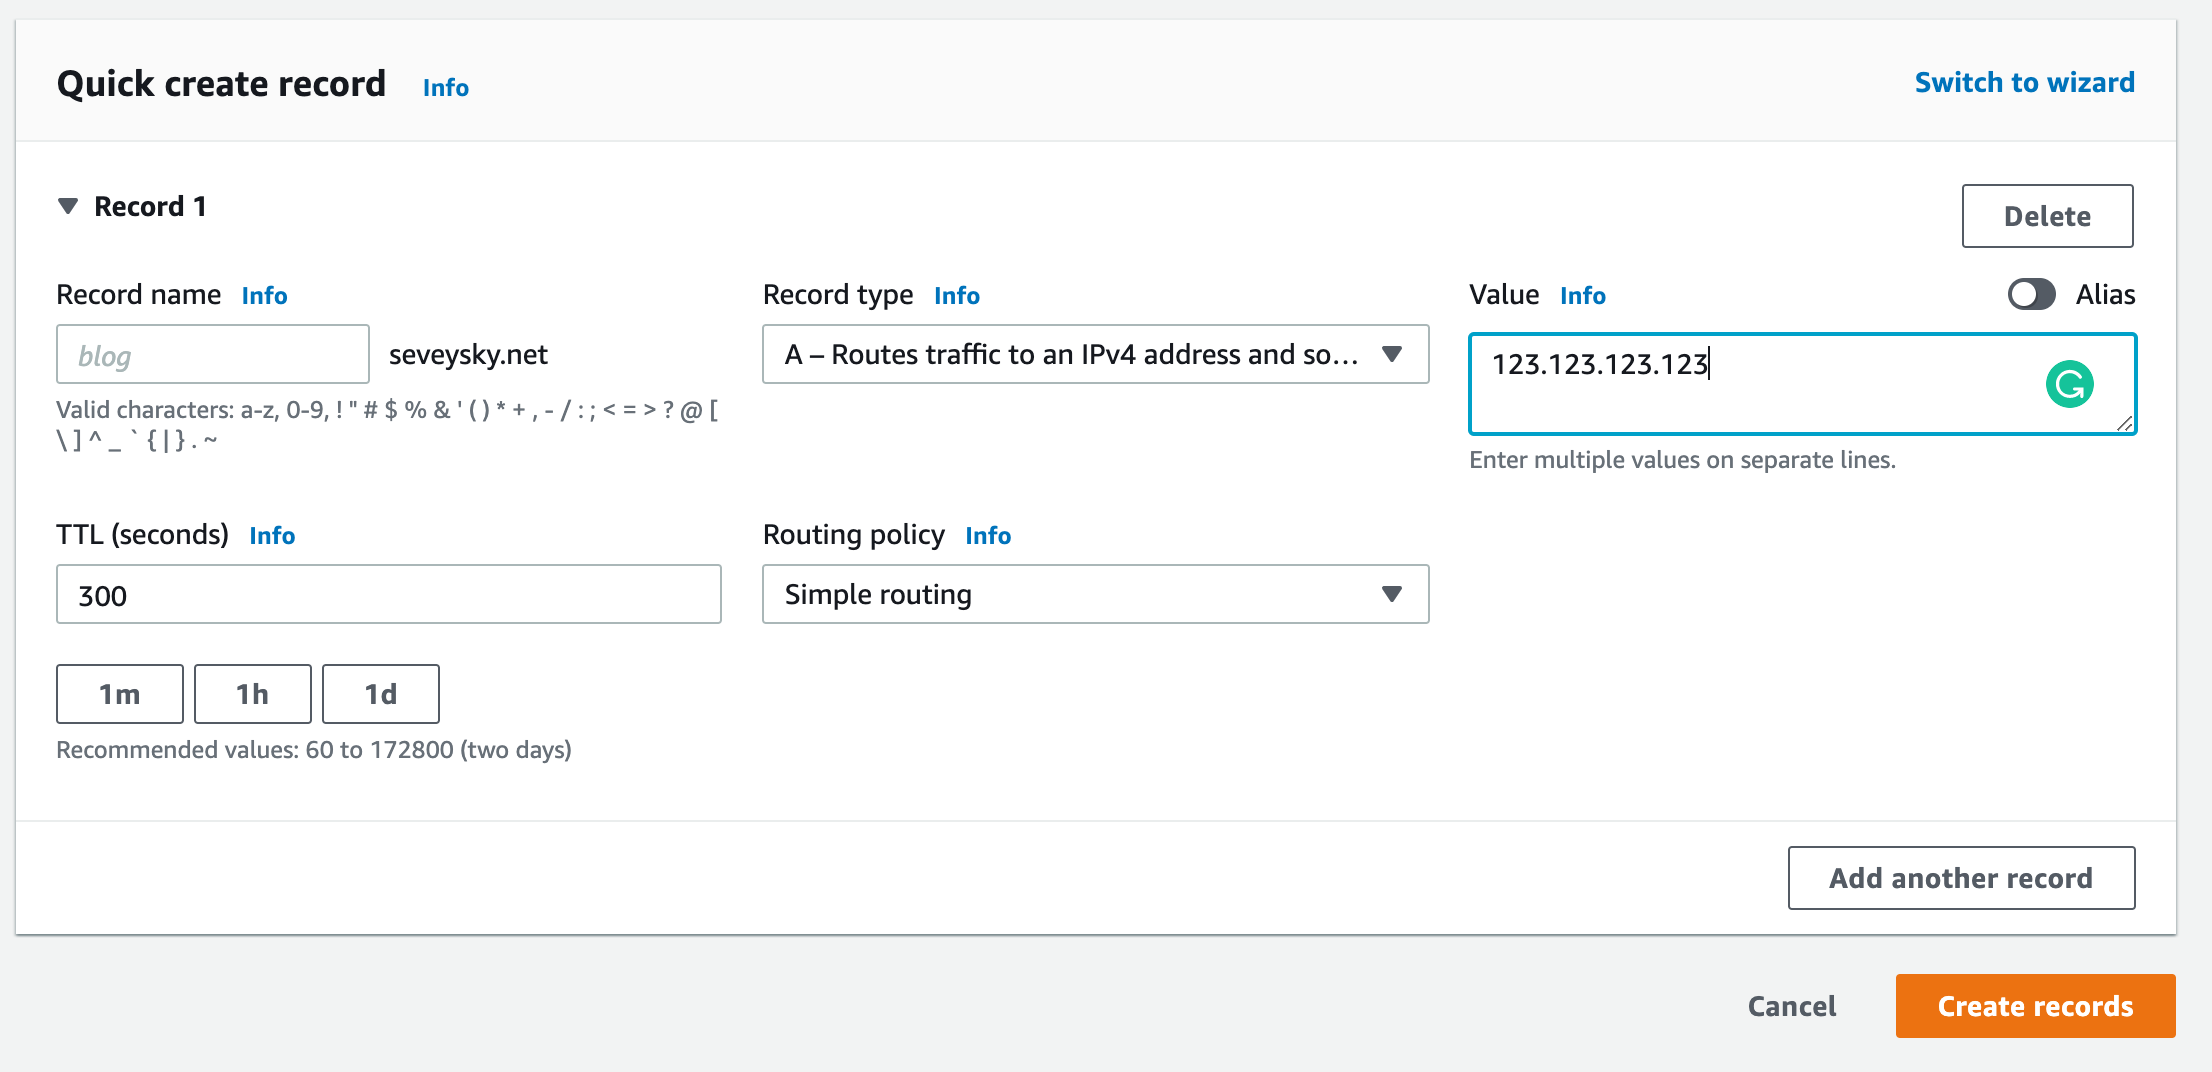 Quick create record Info Switch to wizard
Record 1
Delete
Record name Info
blog
seveysky.net
Valid characters: a-z, 0-9, ! " # $ % & ' ( ) * + , - / : ; < = > ? @ [
\ ] ^ _ ` { | } . ~
Record type Info
A – Routes traffic to an IPv4 address and so...
Value Info
Alias
123.123.123.123
Enter multiple values on separate lines.
TTL (seconds) Info
300
1m 1h 1d
Recommended values: 60 to 172800 (two days)
Routing policy Info
Simple routing
Add another record
Cancel
Create records